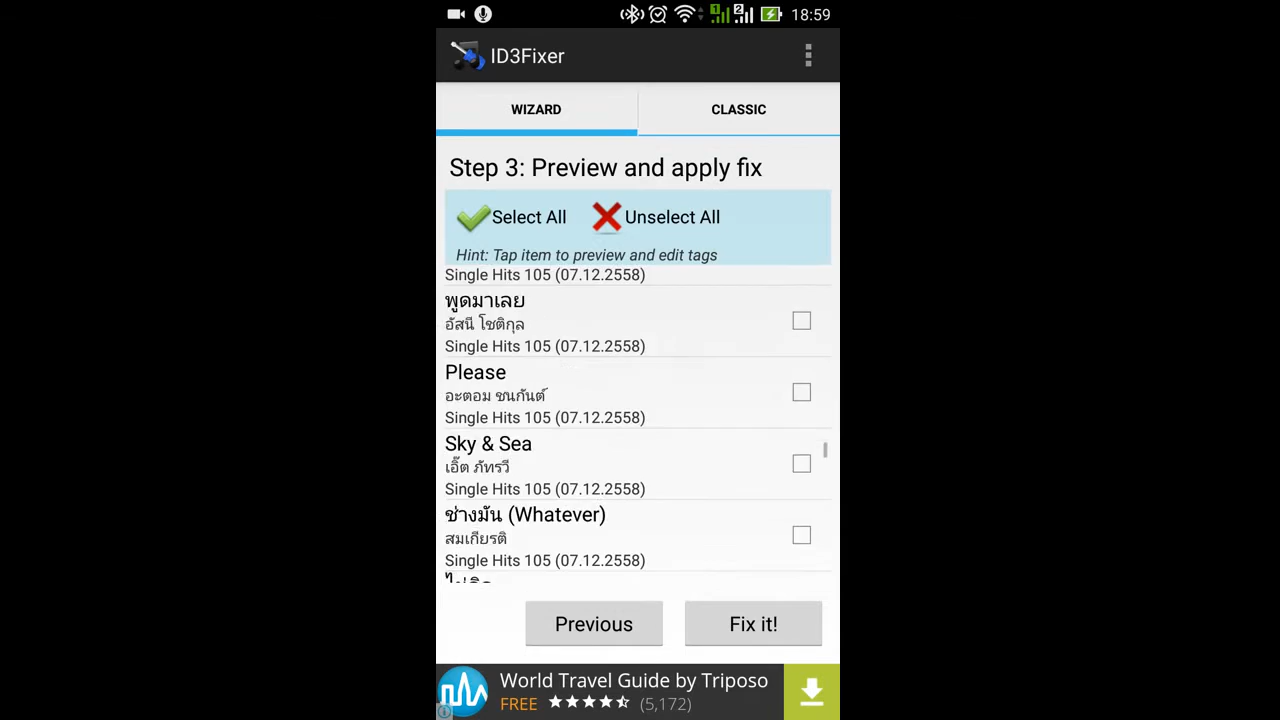 18:59
ID3Fixer
WIZARD
CLASSIC
Step 3: Preview and apply fix
Select All
Unselect All
Hint: Tap item to preview and edit tags
Single Hits 105 (07.12.2558)
พูดมาเลย
อัสนี โชติกุล
Single Hits 105 (07.12.2558)
Please
อะตอม ชนกันต์
Single Hits 105 (07.12.2558)
Sky & Sea
เอิ๊ต ภัทรวี
Single Hits 105 (07.12.2558)
ช่างมัน (Whatever)
สมเกียรติ
Single Hits 105 (07.12.2558)
Previous
Fix it!
World Travel Guide by Triposo
FREE (5,172)